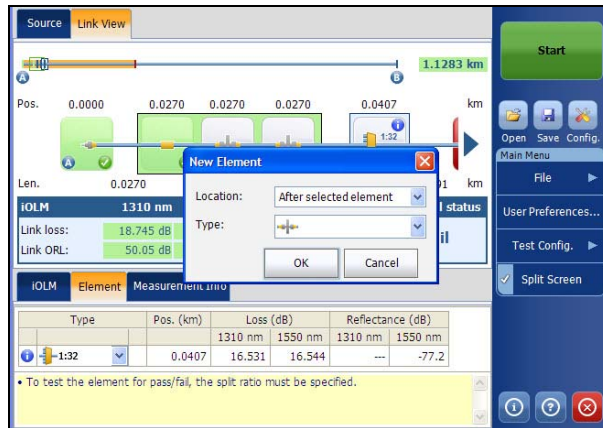 Source Link View
Start
1.1283 km
A B
Pos. 0.0000 0.0270 0.0270 0.0270 0.0407 km
1:32
A
Open Save Config.
New Element
Main Menu
Location: After selected element
File
Len. 0.0270 km
Type:
iOLM 1310 nm status
User Preferences...
Link loss: 18.745 dB
Link ORL: 50.05 dB
OK Cancel
Test Config.
iOLM Element Measurement Info
Split Screen
Type Pos. (km) Loss (dB) Reflectance (dB)
1310 nm 1550 nm 1310 nm 1550 nm
1:32 0.0407 16.531 16.544 --- -77.2
• To test the element for pass/fail, the split ratio must be specified.